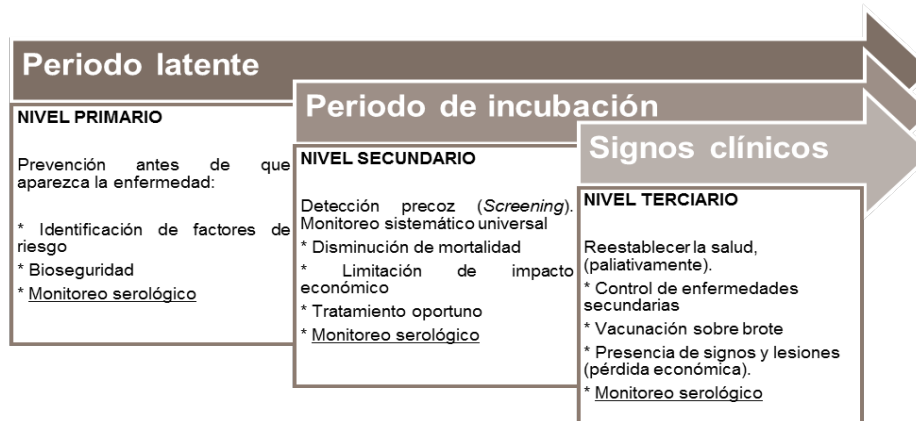 Periodo latente
NIVEL PRIMARIO
Prevención antes de que
aparezca la enfermedad:
* Identificación de factores de
riesgo
* Bioseguridad
* Monitoreo serológico
Periodo de incubación
NIVEL SECUNDARIO
Detección precoz (Screening).
Monitoreo sistemático universal
* Disminución de mortalidad
* Limitación de impacto
económico
* Tratamiento oportuno
* Monitoreo serológico
Signos clínicos
NIVEL TERCIARIO
Reestablecer la salud,
(paliativamente).
* Control de enfermedades
secundarias
* Vacunación sobre brote
* Presencia de signos y lesiones
(pérdida económica).
* Monitoreo serológico